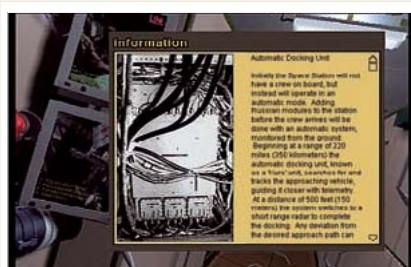 Information
Automatic Docking Unit
Initially the Space Station will not
have a crew on board, but
instead will operate in an
automatic mode. Adding
Russian modules to the station
before the crew arrives will be
done with an automatic system,
monitored from the ground.
Beginning at a range of 220
miles (350 kilometers) the
automatic docking unit, known
as a 'Kurs' unit, searches for and
tracks the approaching vehicle,
guiding it closer with telemetry.
At a distance of 500 feet (150
meters) the system switches to a
short range radar to complete
the docking. Any deviation from
the desired approach path can